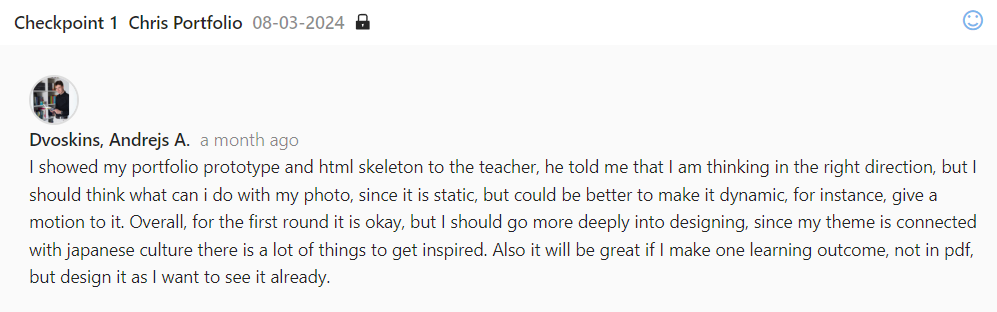 Checkpoint 1 Chris Portfolio 08-03-2024
Dvoskins, Andrejs A. a month ago
I showed my portfolio prototype and html skeleton to the teacher, he told me that I am thinking in the right direction, but I
should think what can i do with my photo, since it is static, but could be better to make it dynamic, for instance, give a
motion to it. Overall, for the first round it is okay, but I should go more deeply into designing, since my theme is connected
with japanese culture there is a lot of things to get inspired. Also it will be great if I make one learning outcome, not in pdf,
but design it as I want to see it already.